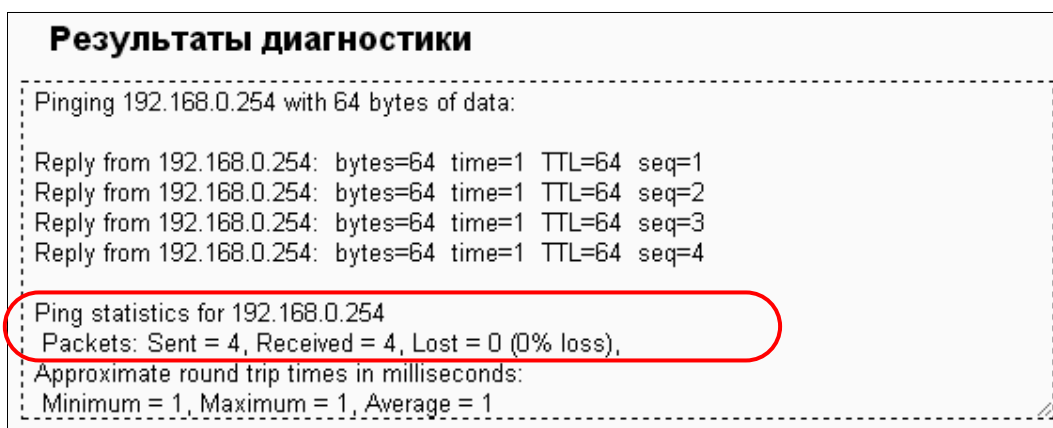 Результаты диагностики
Pinging 192.168.0.254 with 64 bytes of data:
Reply from 192.168.0.254: bytes=64 time=1 TTL=64 seq=1
Reply from 192.168.0.254: bytes=64 time=1 TTL=64 seq=2
Reply from 192.168.0.254: bytes=64 time=1 TTL=64 seq=3
Reply from 192.168.0.254: bytes=64 time=1 TTL=64 seq=4
Ping statistics for 192.168.0.254
Packets: Sent = 4, Received = 4, Lost = 0 (0% loss),
Approximate round trip times in milliseconds:
Minimum = 1, Maximum = 1, Average = 1